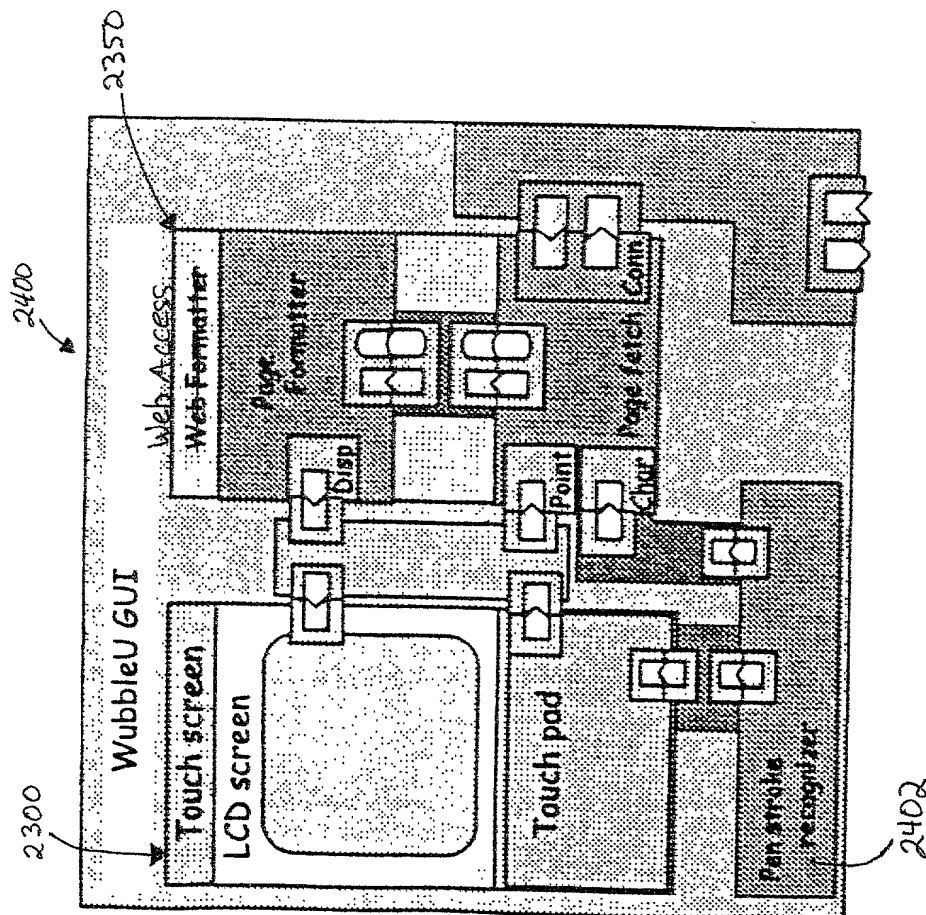 2400
2350
2300
WubbleU GUI
Web Access
Web Formatter
Touch screen
LCD screen
Page
Formatter
Disp
Touch pad
Point
Char
Page fetch
Conn
Pen stroke
recognizer
2402